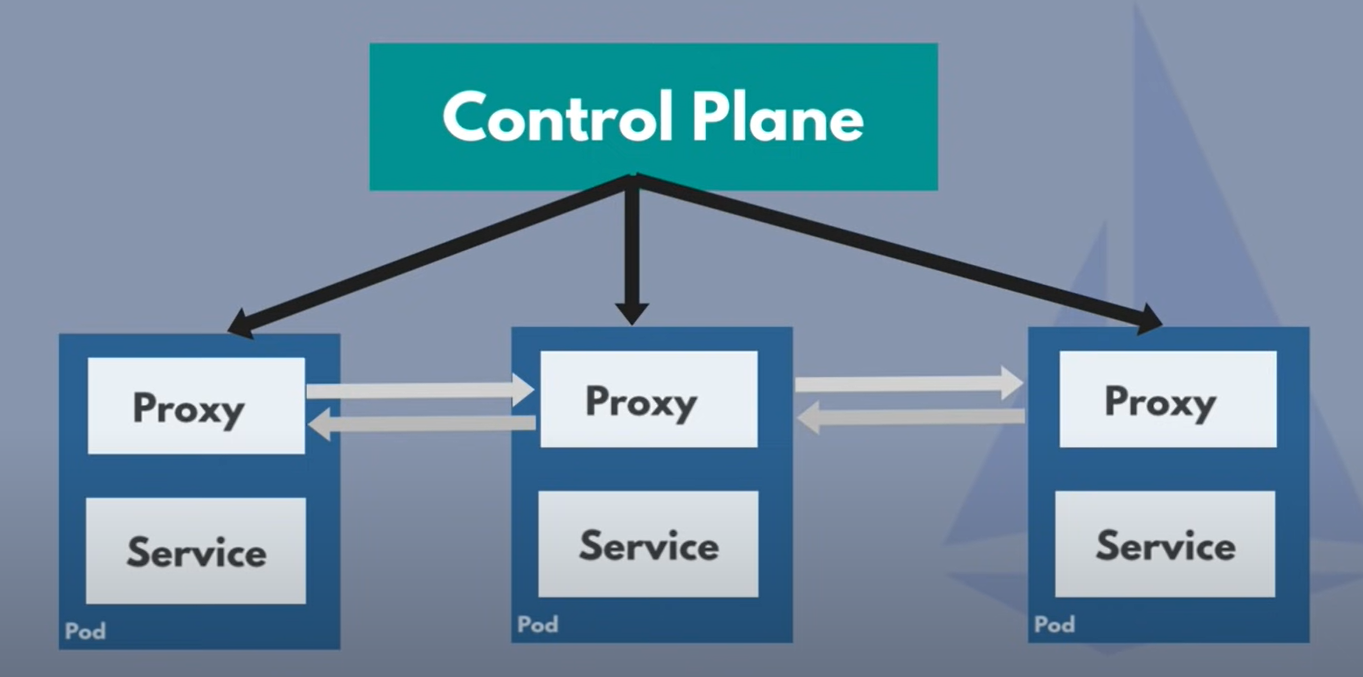 Control Plane
Proxy
Proxy
Proxy
Service
Service
Service
Pod
Pod
Pod